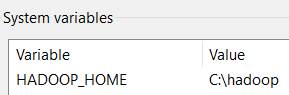 System variables
Variable Value
HADOOP_HOME C:\hadoop